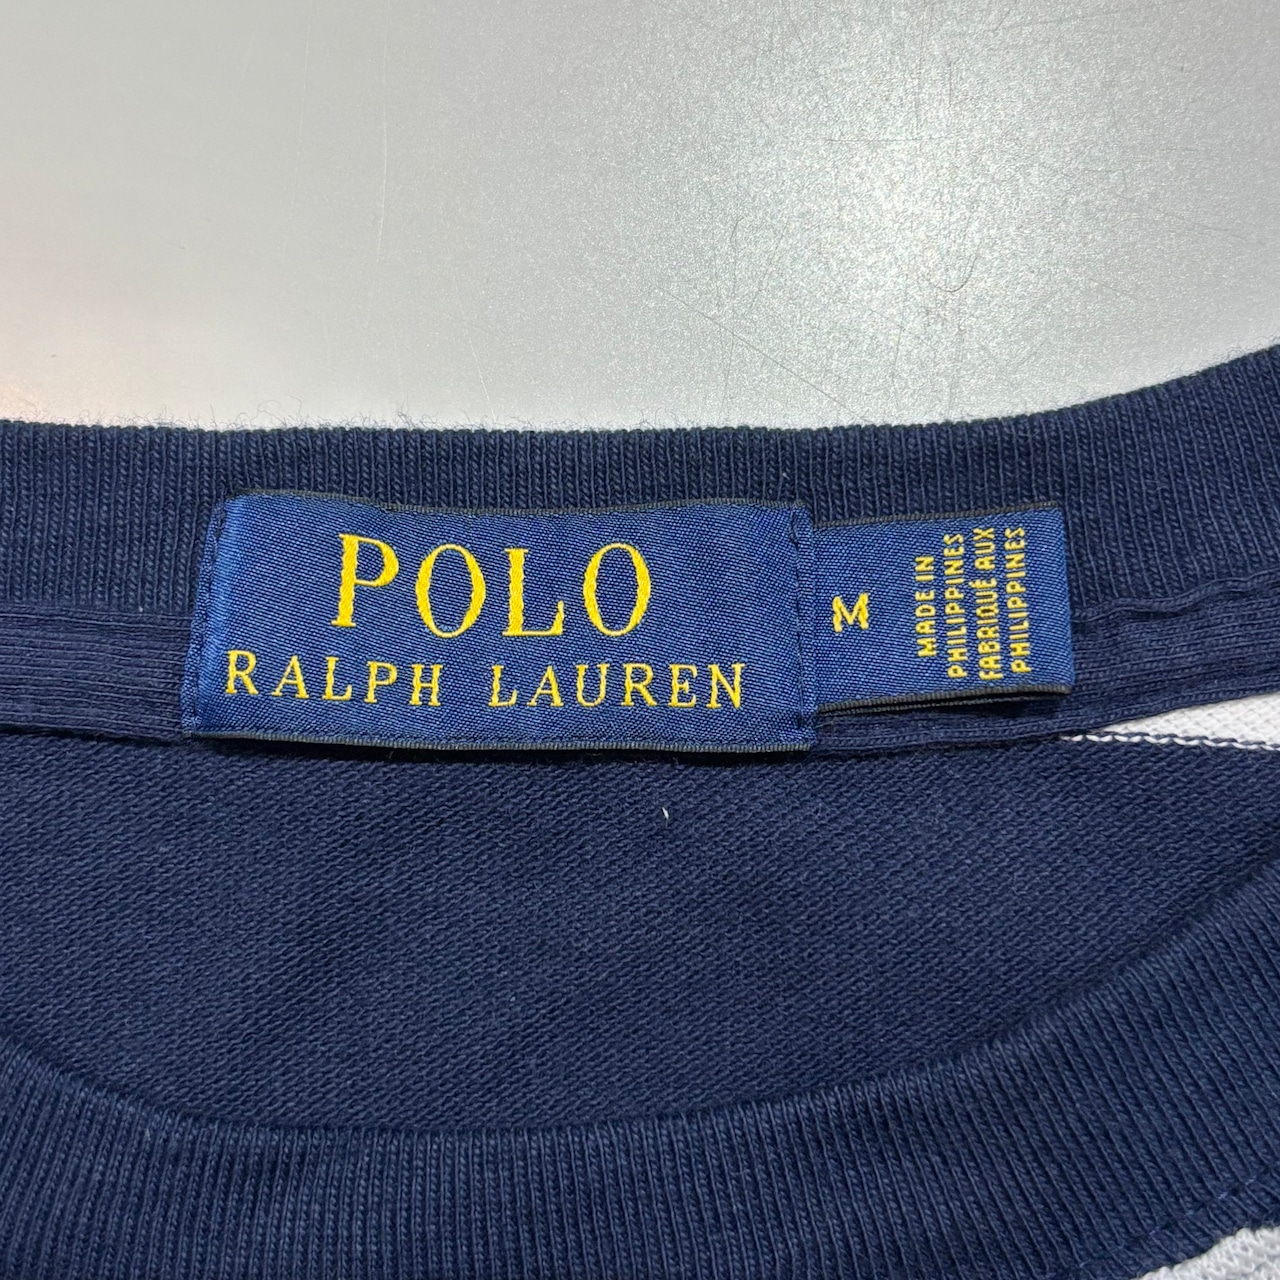 POLO
RALPH LAUREN
M
MADE IN
PHILIPPINES
FABRIQUÉ AUX
PHILIPPINES